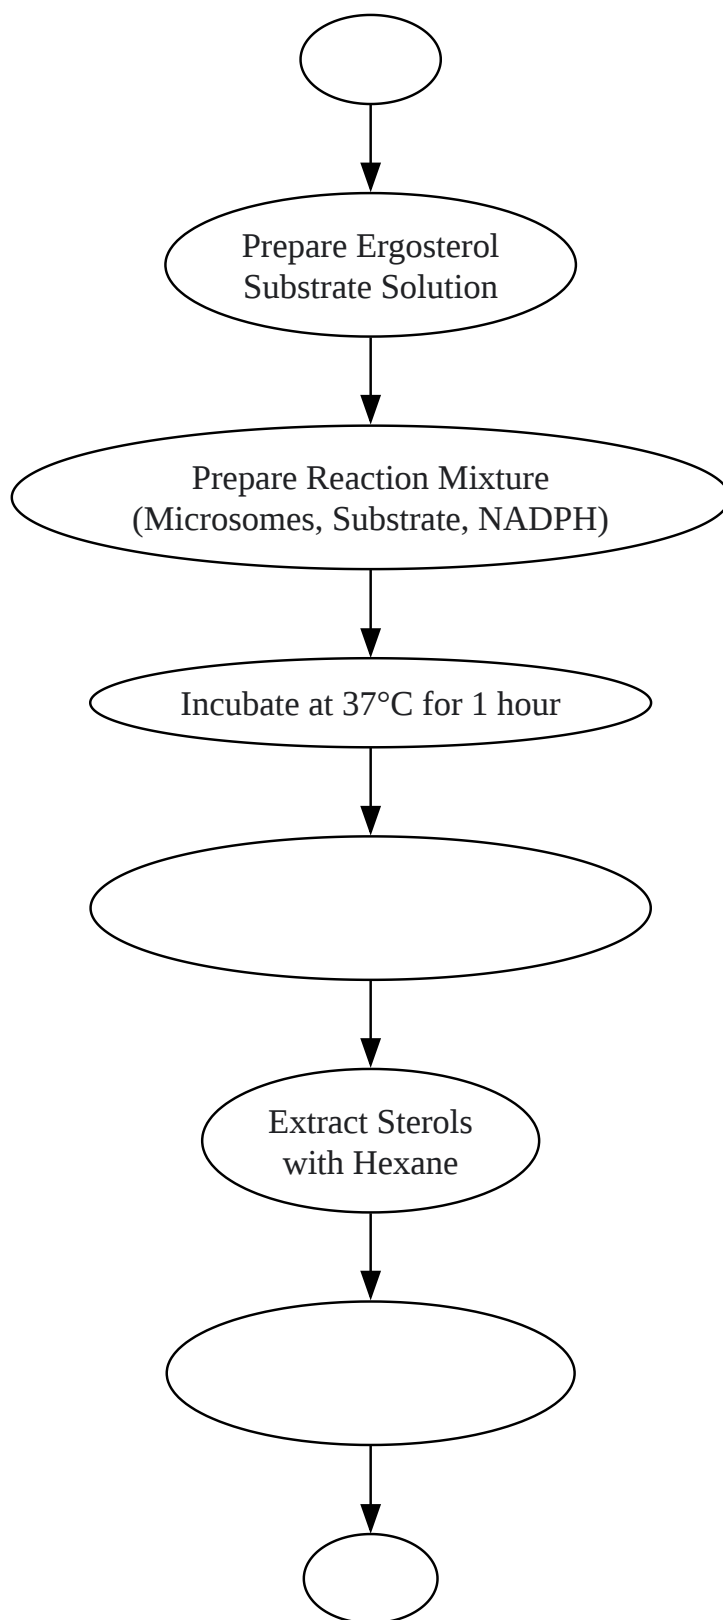 Prepare Ergosterol
Substrate Solution
Prepare Reaction Mixture
(Microsomes, Substrate, NADPH)
Incubate at 37°C for 1 hour
Extract Sterols
with Hexane